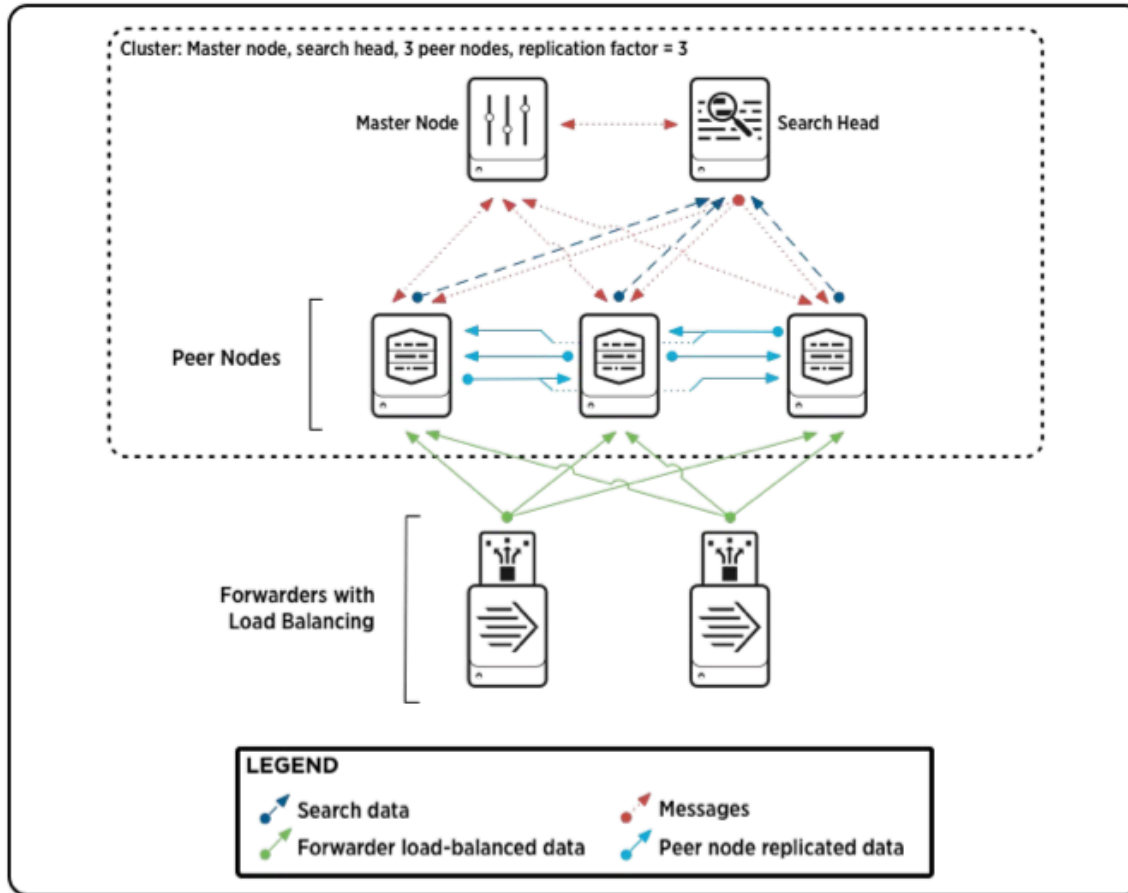 Cluster: Master node, search head, 3 peer nodes, replication factor = 3
Master Node
Search Head
Peer Nodes
Forwarders with
Load Balancing
LEGEND
Search data
Messages
Forwarder load-balanced data
Peer node replicated data